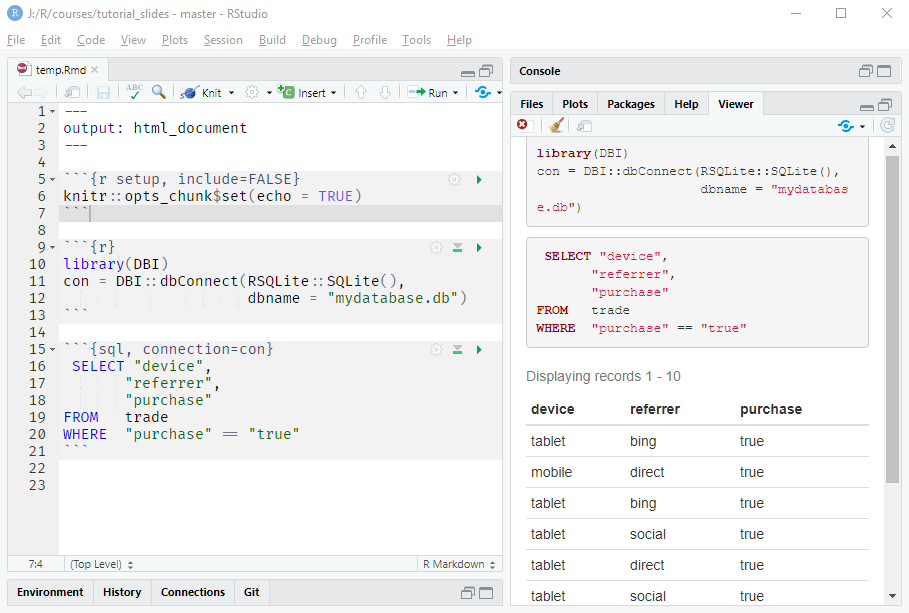 J:/R/courses/tutorial_slides - master - RStudio
File Edit Code View Plots Session Build Debug Profile Tools Help
temp.Rmd
ABC Knit Insert Run
1 ---
2 output: html_document
3 ---
4
5 ```{r setup, include=FALSE}
6 knitr::opts_chunk$set(echo = TRUE)
7 ```
8
9 ```{r}
10 library(DBI)
11 con = DBI::dbConnect(RSQLite::SQLite(),
12 dbname = "mydatabase.db")
13 ```
14
15 ```{sql, connection=con}
16 SELECT "device",
17 "referrer",
18 "purchase"
19 FROM trade
20 WHERE "purchase" == "true"
21 ```
22
23
7:4 (Top Level) R Markdown
Environment History Connections Git
Console
Files Plots Packages Help Viewer
library(DBI)
con = DBI::dbConnect(RSQLite::SQLite(),
dbname = "mydatabas
e.db")
SELECT "device",
"referrer",
"purchase"
FROM trade
WHERE "purchase" == "true"
Displaying records 1 - 10
device referrer purchase
tablet bing true
mobile direct true
tablet bing true
tablet social true
tablet direct true
tablet social true